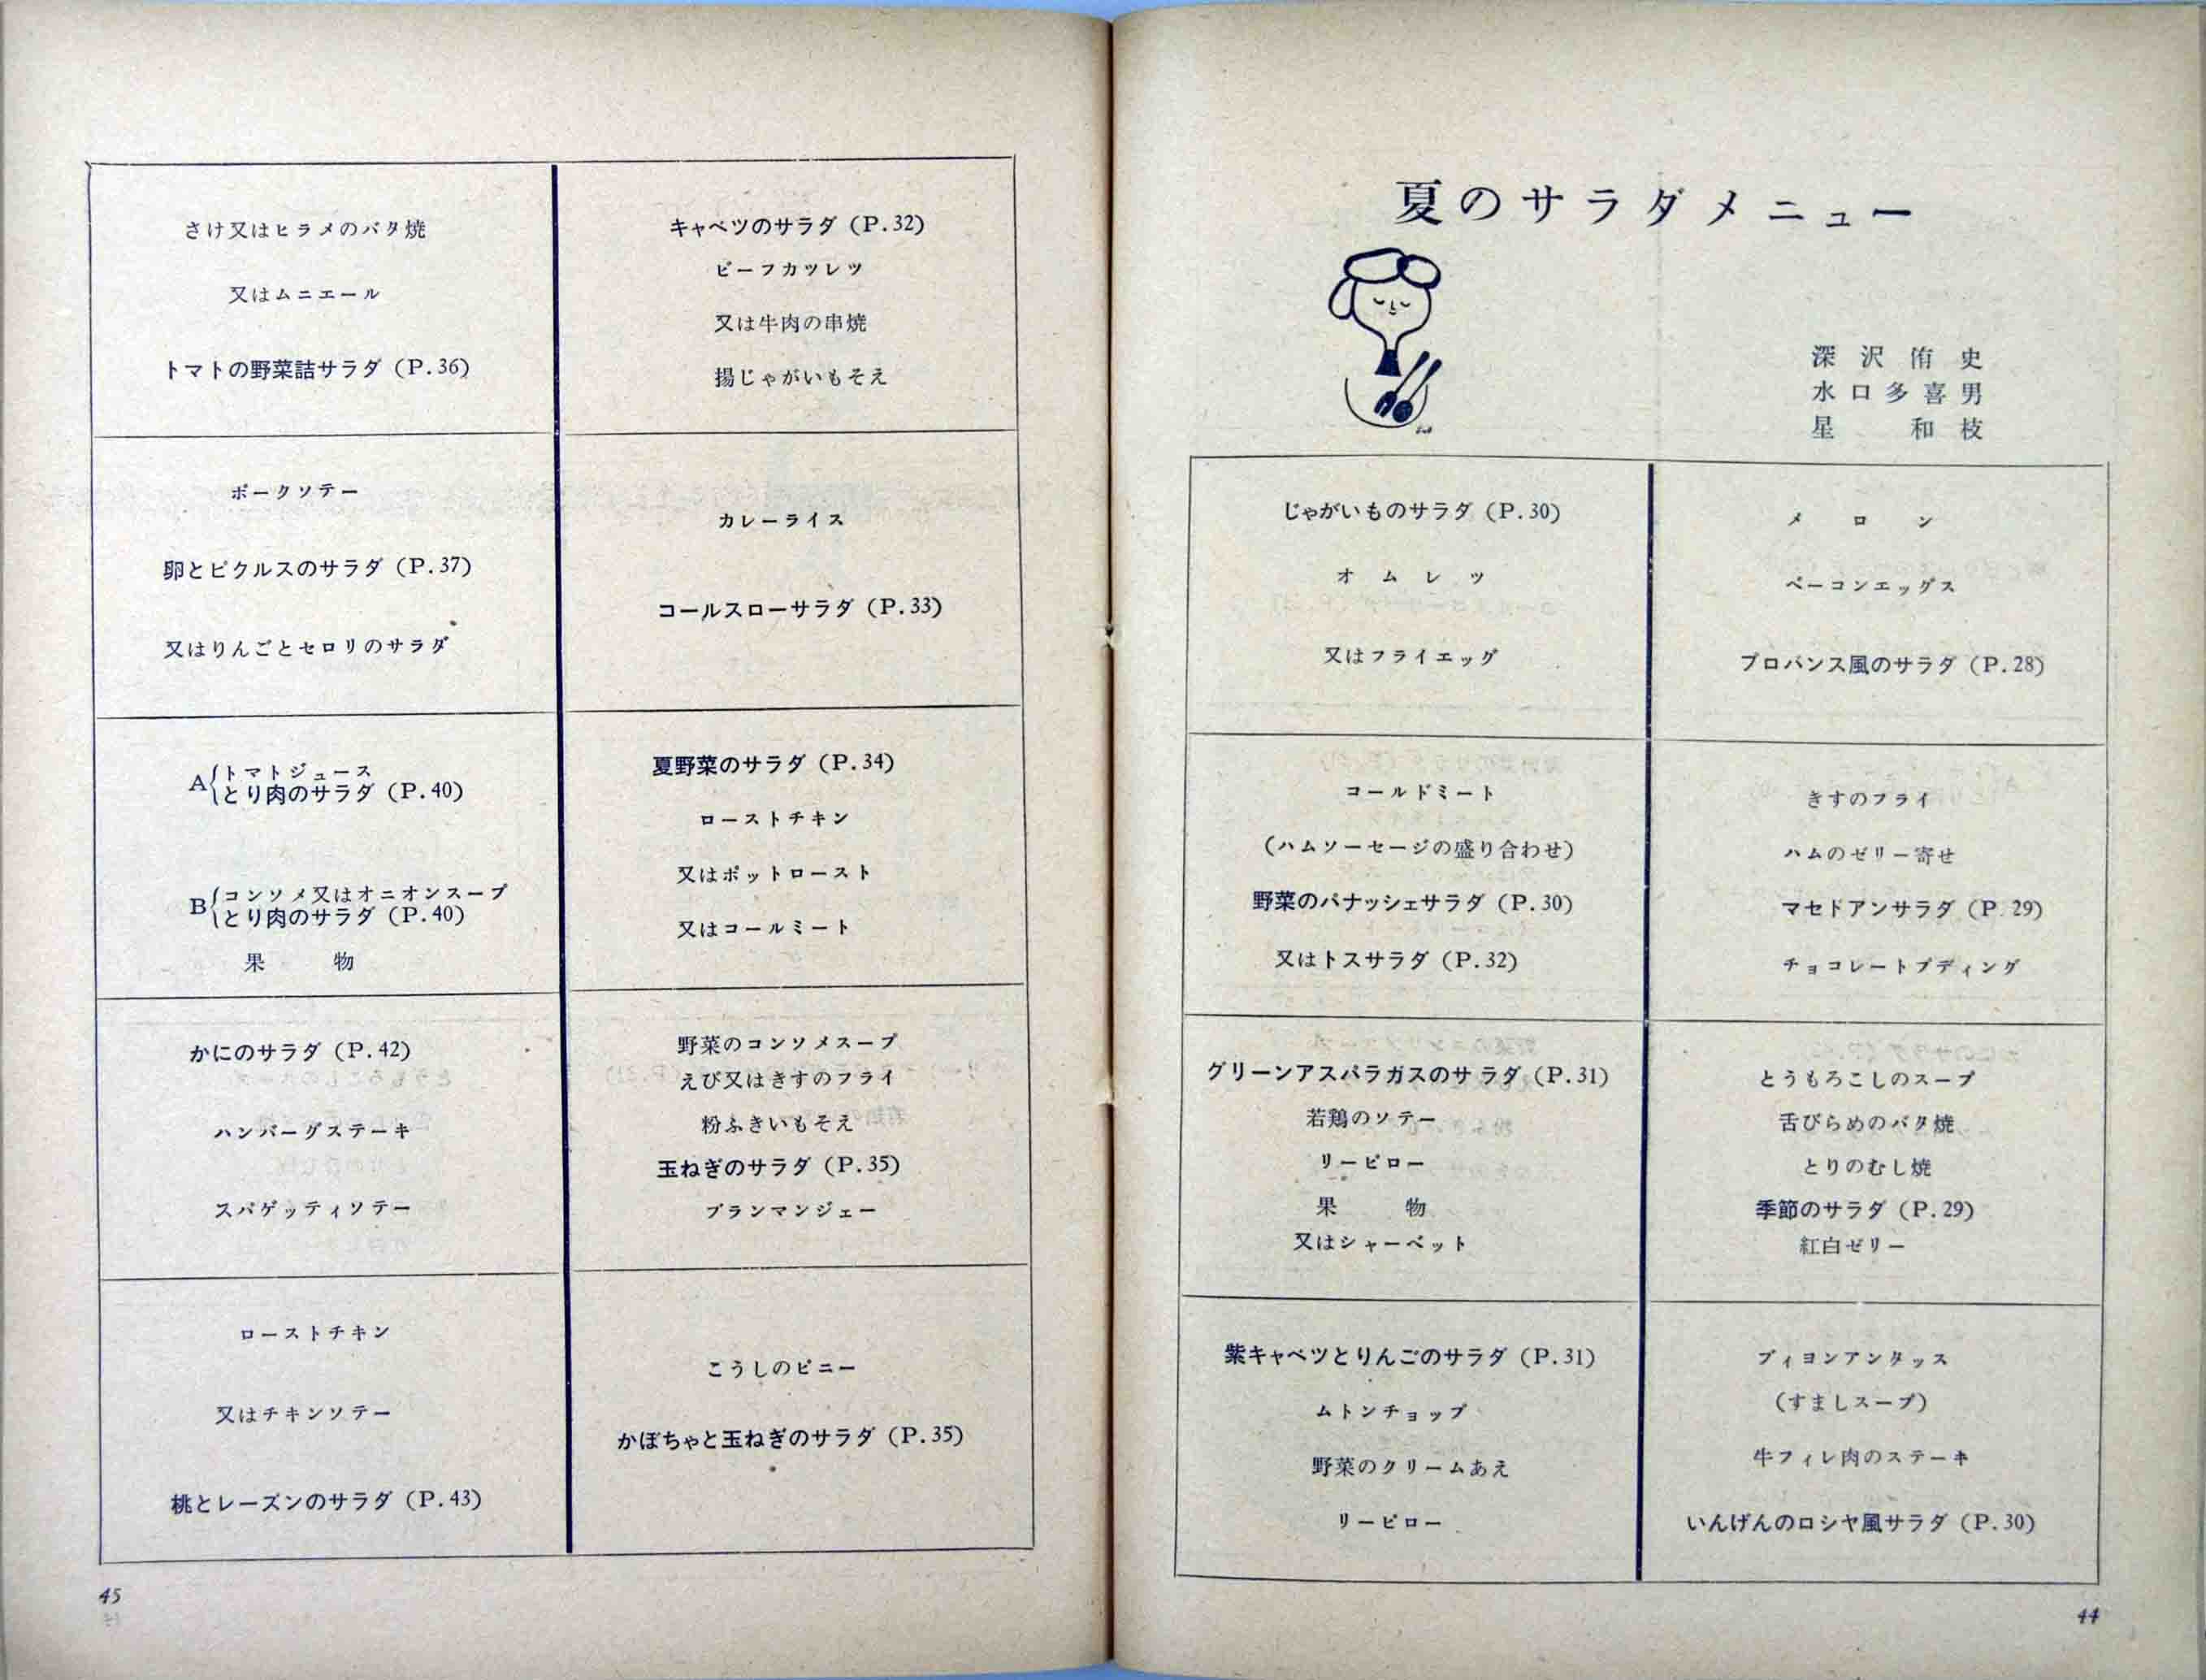 夏のサラダメニュー
深沢侑史
水口多喜男
星 和枝
メロン
ベーコンエッグス
プロバンス風のサラダ (P.28)
きすのフライ
ハムのゼリー寄せ
マセドアンサラダ (P.29)
チョコレートプディング
とうもろこしのスープ
舌びらめのバタ焼
とりのむし焼
季節のサラダ (P.29)
紅白ゼリー
ブィヨンアンタッス
(すましスープ)
牛フィレ肉のステーキ
いんげんのロシヤ風サラダ (P.30)
じゃがいものサラダ (P.30)
オムレツ
又はフライエッグ
コールドミート
(ハムソーセージの盛り合わせ)
野菜のパナッシェサラダ (P.30)
又はトスサラダ (P.32)
グリーンアスパラガスのサラダ (P.31)
若鶏のソテー
リーピロー
果物
又はシャーベット
紫キャベツとりんごのサラダ (P.31)
ムトンチョップ
野菜のクリームあえ
リーピロー
44
キャベツのサラダ (P.32)
ビーフカツレツ
又は牛肉の串焼
揚じゃがいもそえ
カレーライス
コールスローサラダ (P.33)
夏野菜のサラダ (P.34)
ローストチキン
又はポットロースト
又はコールミート
野菜のコンソメスープ
えび又はきすのフライ
粉ふきいもそえ
玉ねぎのサラダ (P.35)
ブランマンジェー
こうしのピニー
かぼちゃと玉ねぎのサラダ (P.35)
さけ又はヒラメのバタ焼
又はムニエール
トマトの野菜詰サラダ (P.36)
ポークソテー
卵とピクルスのサラダ (P.37)
又はりんごとセロリのサラダ
A{トマトジュース
とり肉のサラダ (P.40)
B{コンソメ又はオニオンスープ
とり肉のサラダ (P.40)
果物
かにのサラダ (P.42)
ハンバーグステーキ
スパゲッティソテー
ローストチキン
又はチキンソテー
桃とレーズンのサラダ (P.43)
45